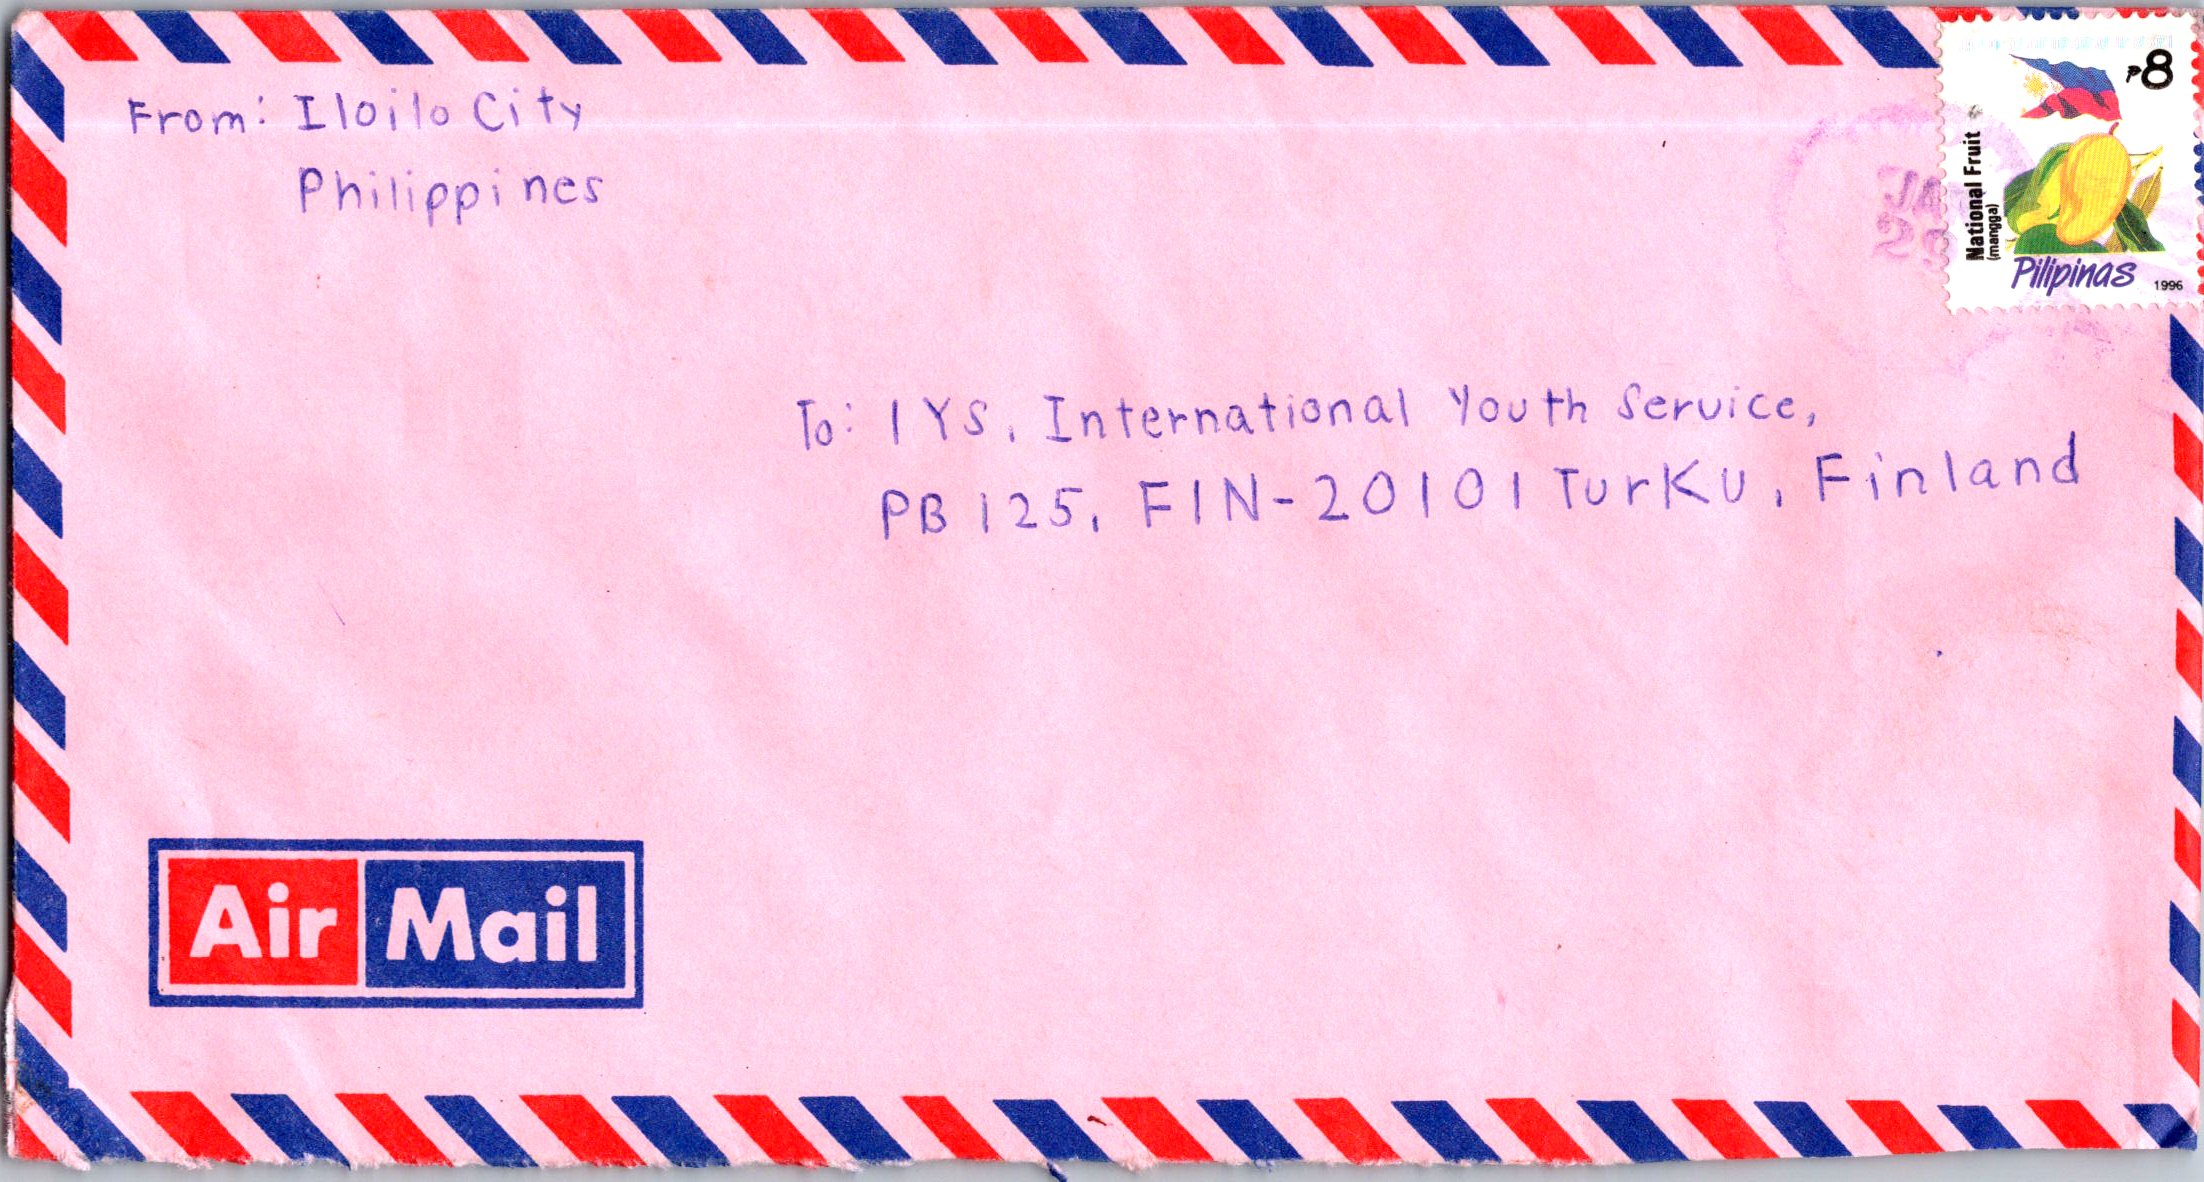 From: Iloilo City
Philippines
₱8
National Fruit
(mangga)
Pilipinas 1996
To: IYS, International Youth Service,
PB 125, FIN-20101 Turku, Finland
Air Mail